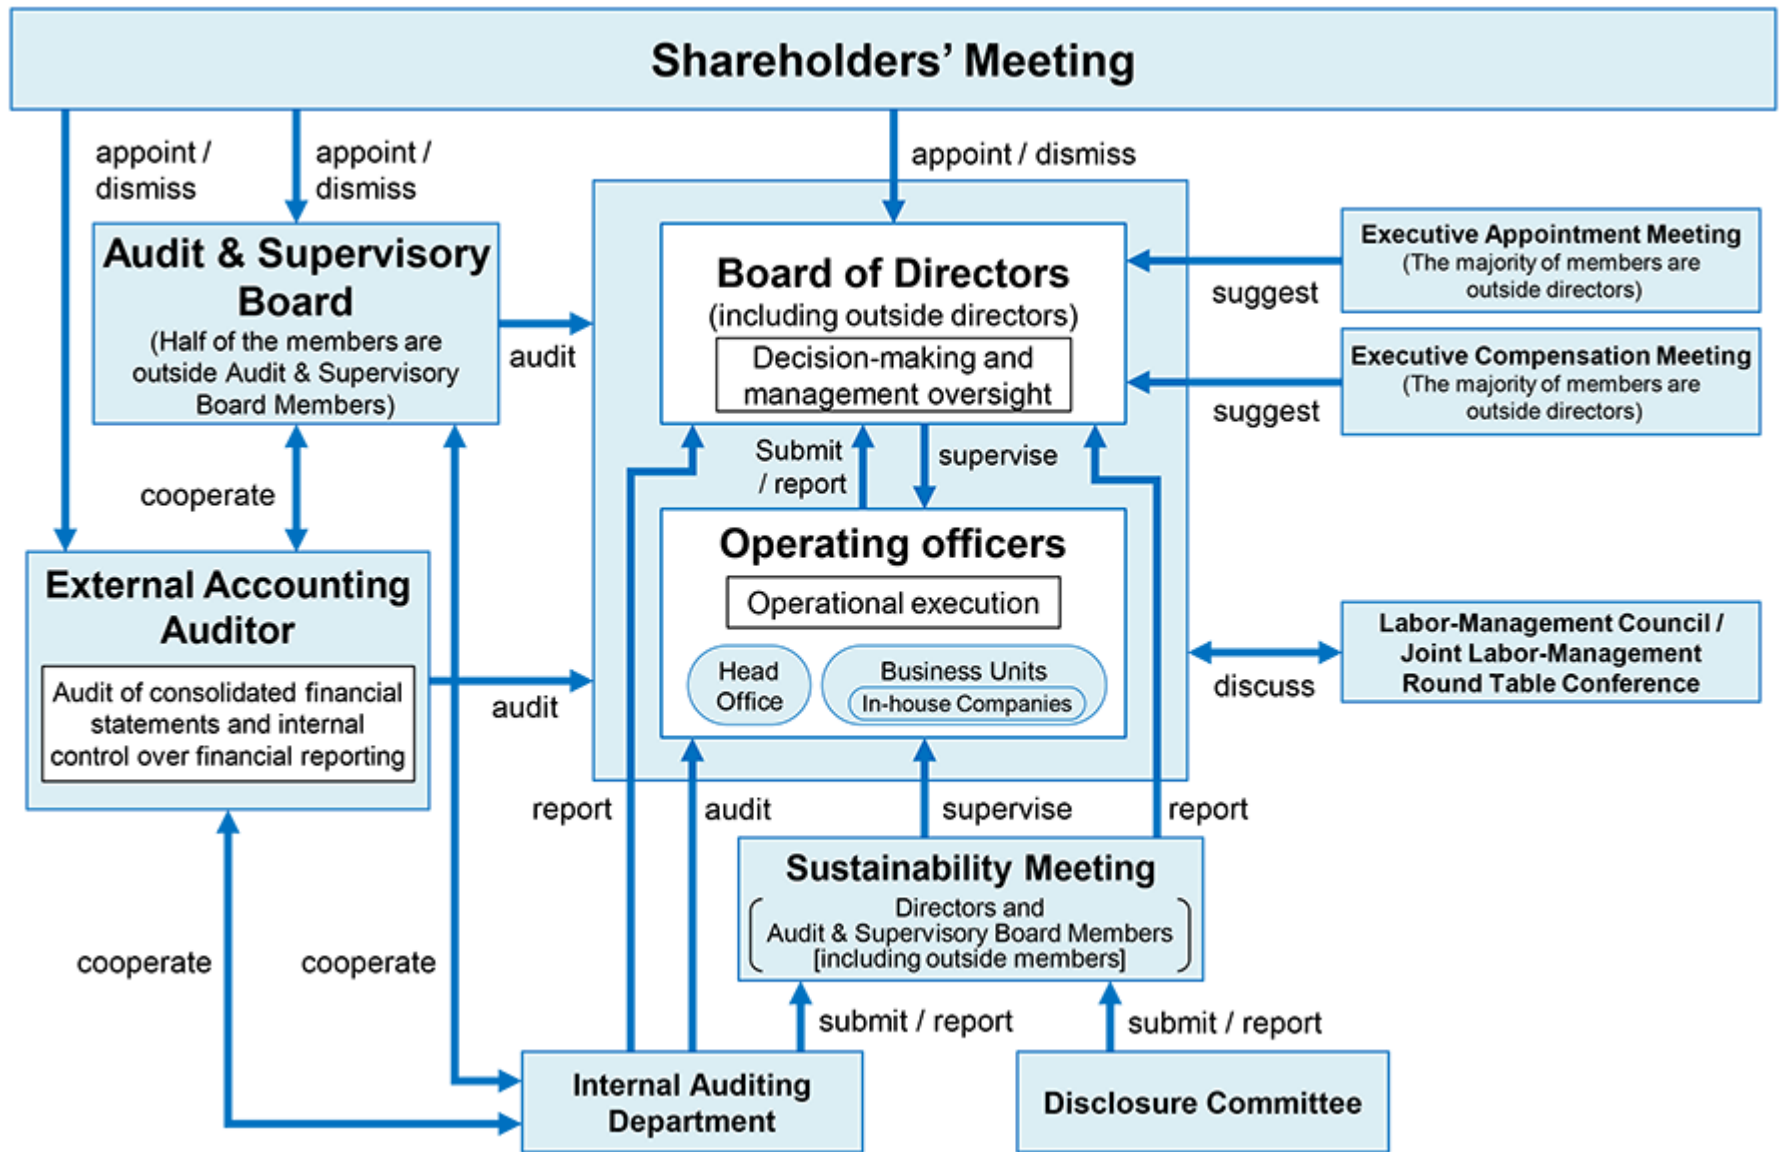 Shareholders’ Meeting
appoint /
dismiss
appoint /
dismiss
appoint / dismiss
Audit & Supervisory
Board
(Half of the members are
outside Audit & Supervisory
Board Members)
audit
Board of Directors
(including outside directors)
Decision-making and
management oversight
Executive Appointment Meeting
(The majority of members are
outside directors)
suggest
Executive Compensation Meeting
(The majority of members are
outside directors)
suggest
cooperate
Submit
/ report
supervise
External Accounting
Auditor
Audit of consolidated financial
statements and internal
control over financial reporting
audit
Operating officers
Operational execution
Head
Office
Business Units
In-house Companies
Labor-Management Council /
Joint Labor-Management
Round Table Conference
discuss
report
audit
supervise
report
Sustainability Meeting
Directors and
Audit & Supervisory Board Members
[including outside members]
cooperate
cooperate
submit / report
submit / report
Internal Auditing
Department
Disclosure Committee